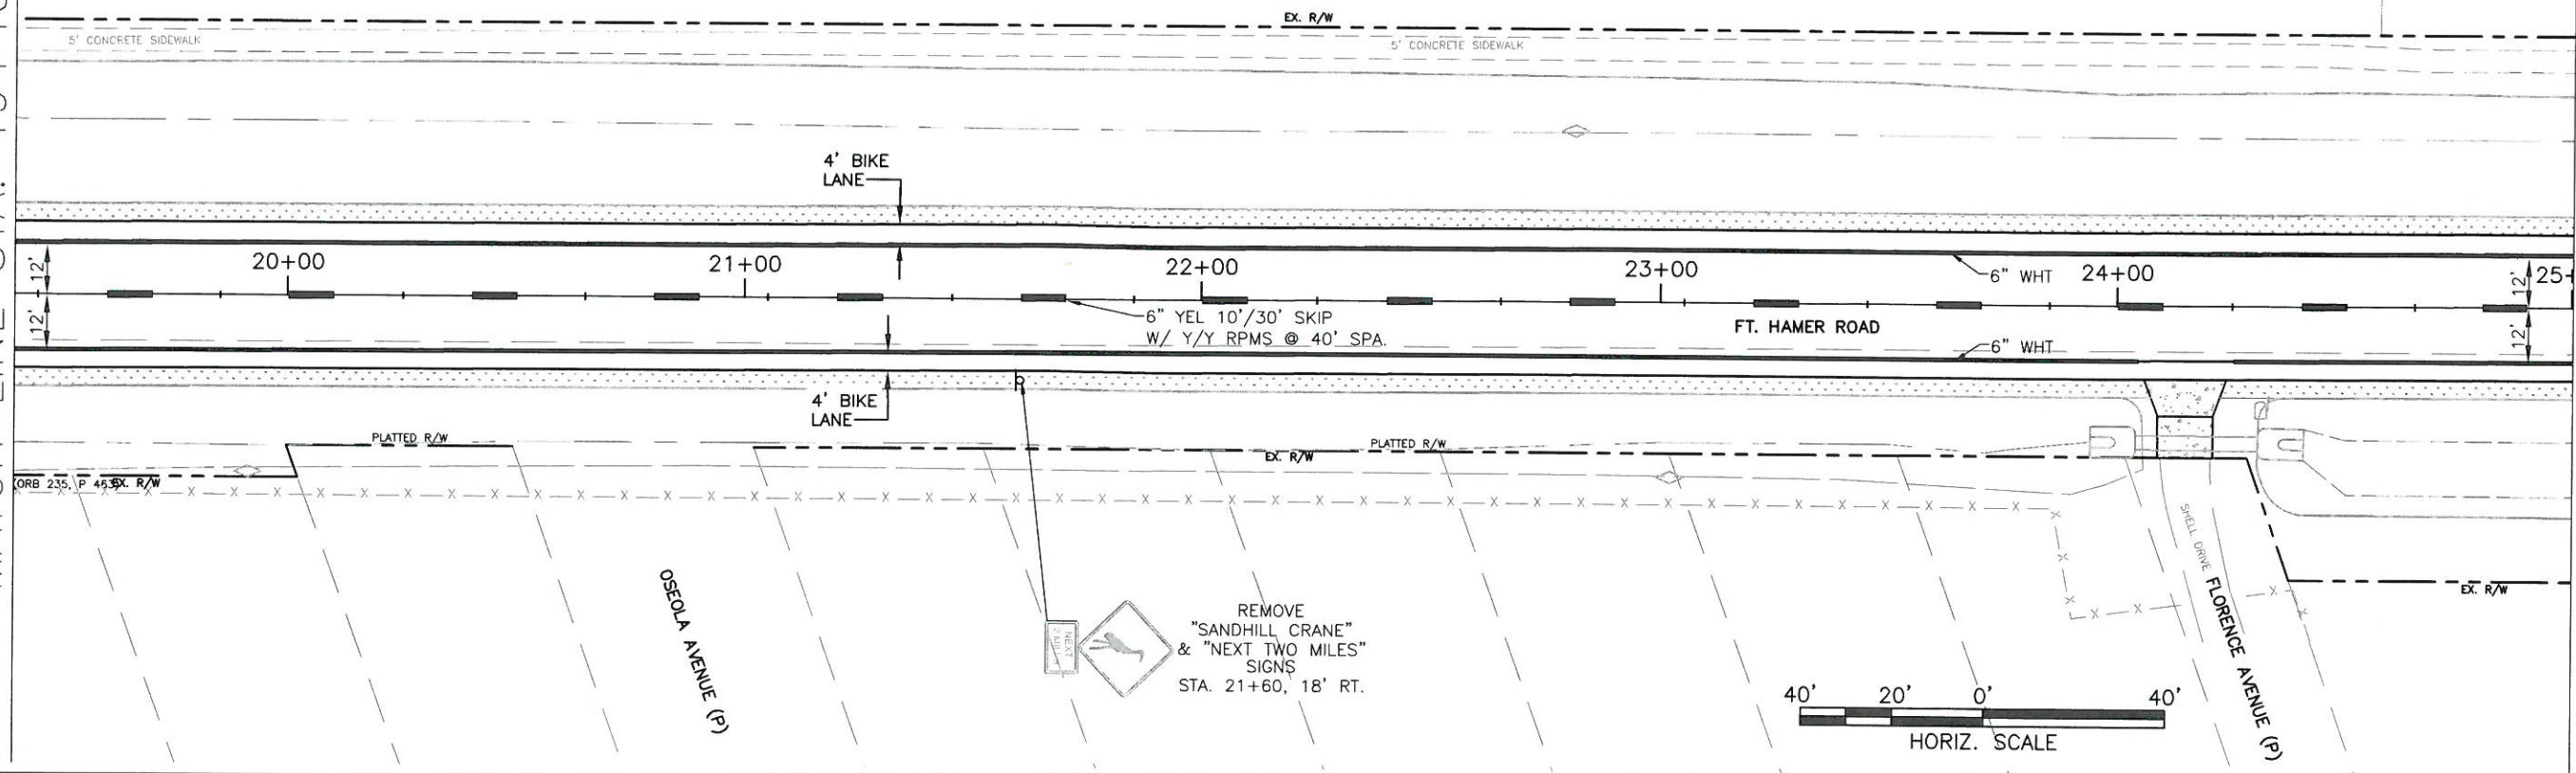 EX. R/W
5' CONCRETE SIDEWALK
5' CONCRETE SIDEWALK
4' BIKE
LANE
12'
12'
20+00
21+00
22+00
23+00
24+00
25+
12'
12'
6" WHT
6" YEL 10'/30' SKIP
W/ Y/Y RPMS @ 40' SPA.
FT. HAMER ROAD
6" WHT
4' BIKE
LANE
PLATTED R/W
PLATTED R/W
EX. R/W
(ORB 235, P 463)
EX. R/W
OSEOLA AVENUE (P)
NEXT
2 MILES
REMOVE
"SANDHILL CRANE"
& "NEXT TWO MILES"
SIGNS
STA. 21+60, 18' RT.
SHELL DRIVE
FLORENCE AVENUE (P)
EX. R/W
40' 20' 0' 40'
HORIZ. SCALE